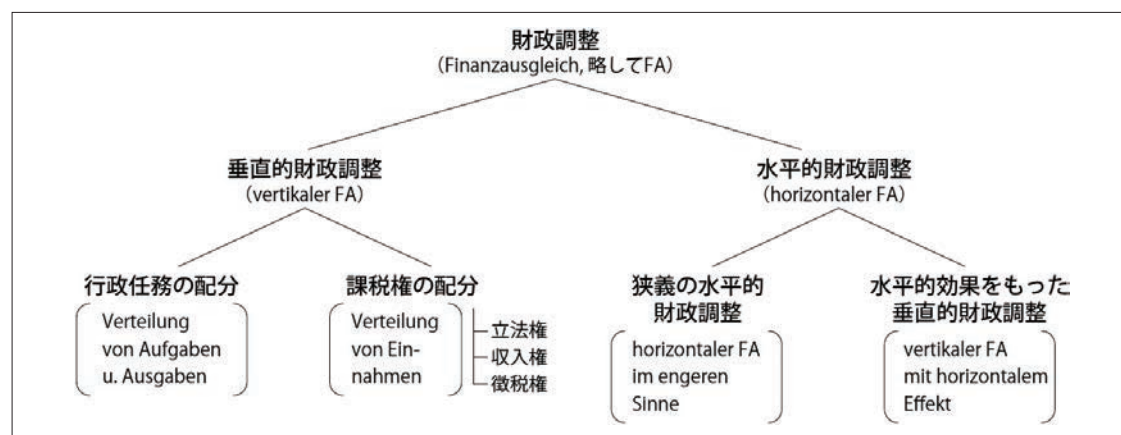 財政調整
(Finanzausgleich, 略してFA)
垂直的財政調整
(vertikaler FA)
水平的財政調整
(horizontaler FA)
行政任務の配分
Verteilung
von Aufgaben
u. Ausgaben
課税権の配分
Verteilung
von Ein-
nahmen
立法権
収入権
徴税権
狭義の水平的
財政調整
horizontaler FA
im engeren
Sinne
水平的効果をもった
垂直的財政調整
vertikaler FA
mit horizontalem
Effekt